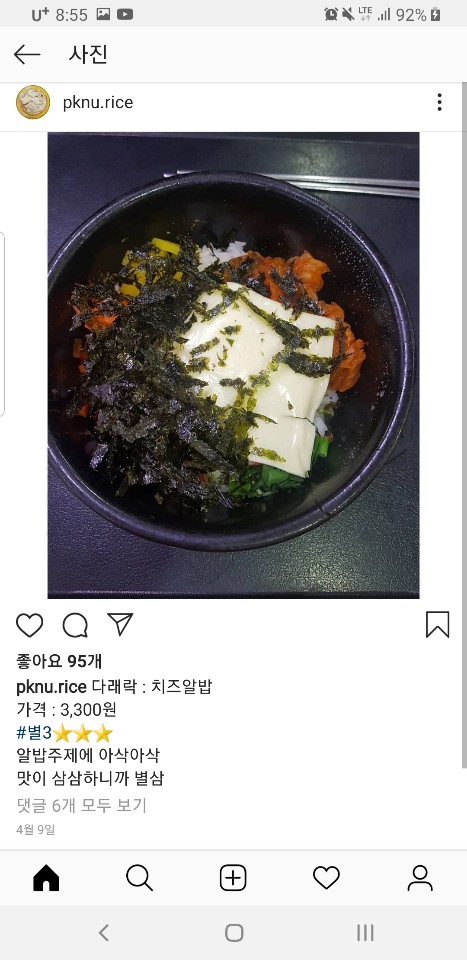 U+ 8:55 LTE 92%
사진
pknu.rice
좋아요 95개
pknu.rice 다래락 : 치즈알밥
가격 : 3,300원
#별3⭐⭐⭐
알밥주제에 아삭아삭
맛이 삼삼하니까 별삼
댓글 6개 모두 보기
4월 9일